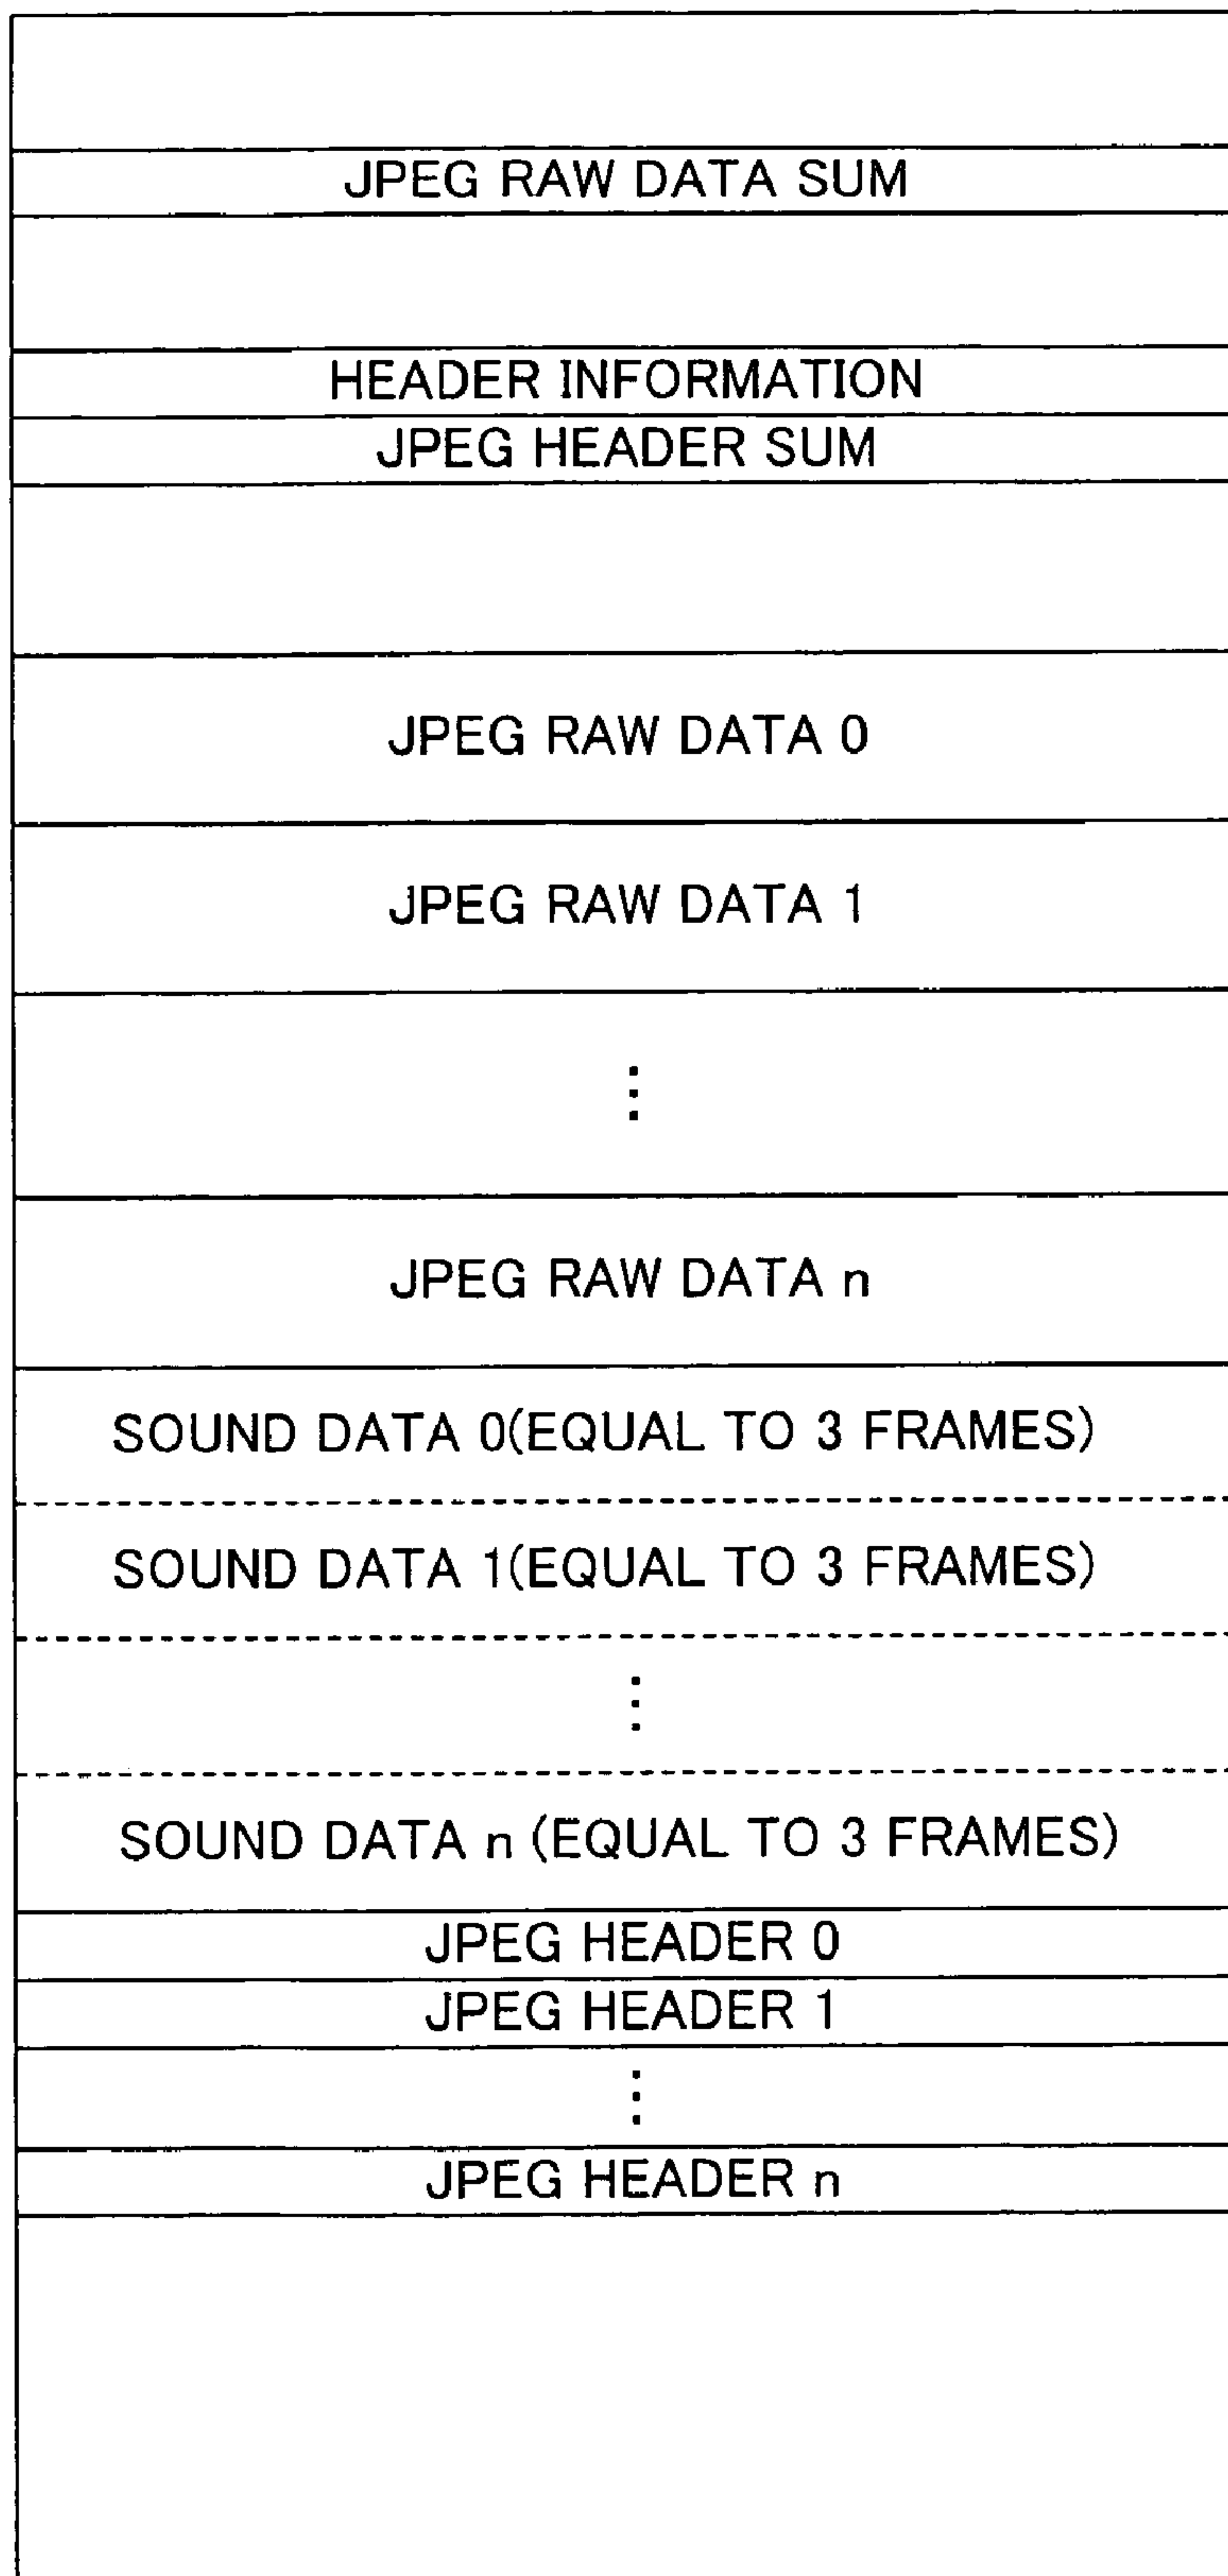 JPEG RAW DATA SUM
HEADER INFORMATION
JPEG HEADER SUM
JPEG RAW DATA 0
JPEG RAW DATA 1
⋮
JPEG RAW DATA n
SOUND DATA 0(EQUAL TO 3 FRAMES)
SOUND DATA 1(EQUAL TO 3 FRAMES)
⋮
SOUND DATA n (EQUAL TO 3 FRAMES)
JPEG HEADER 0
JPEG HEADER 1
⋮
JPEG HEADER n